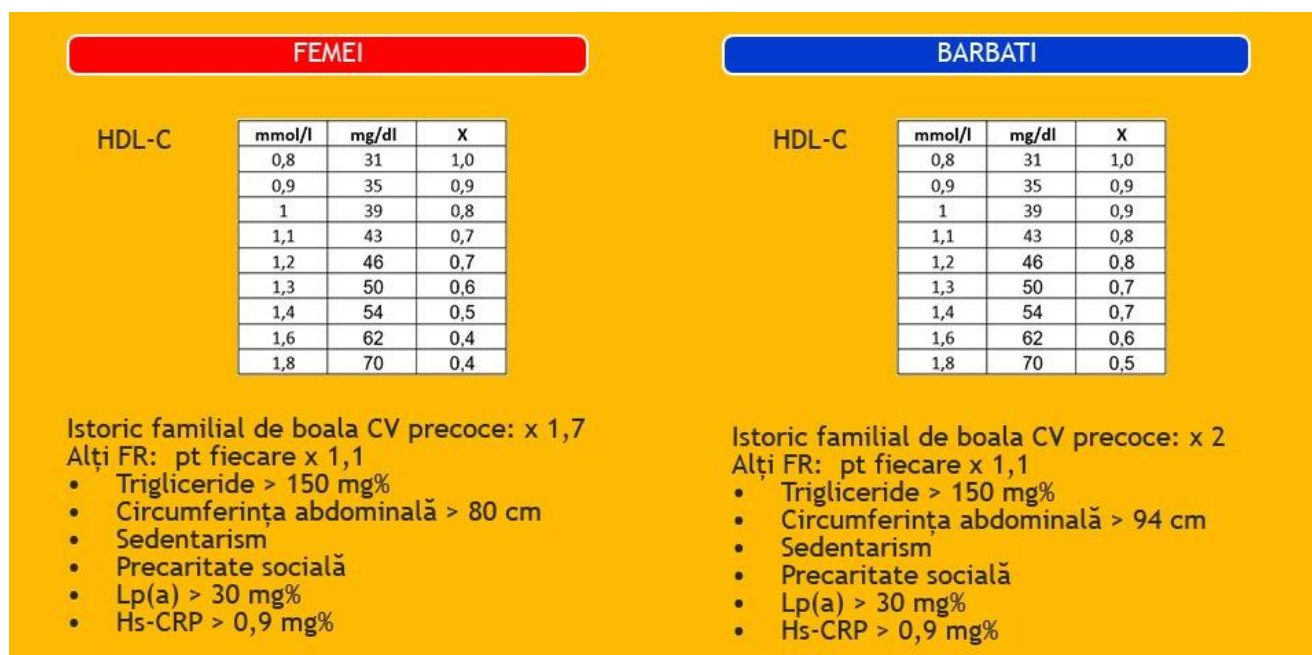 FEMEI
HDL-C
mmol/l mg/dl X
0,8 31 1,0
0,9 35 0,9
1 39 0,8
1,1 43 0,7
1,2 46 0,7
1,3 50 0,6
1,4 54 0,5
1,6 62 0,4
1,8 70 0,4
Istoric familial de boala CV precoce: x 1,7
Alți FR: pt fiecare x 1,1
• Trigliceride > 150 mg%
• Circumferința abdominală > 80 cm
• Sedentarism
• Precaritate socială
• Lp(a) > 30 mg%
• Hs-CRP > 0,9 mg%
BARBATI
HDL-C
mmol/l mg/dl X
0,8 31 1,0
0,9 35 0,9
1 39 0,9
1,1 43 0,8
1,2 46 0,8
1,3 50 0,7
1,4 54 0,7
1,6 62 0,6
1,8 70 0,5
Istoric familial de boala CV precoce: x 2
Alți FR: pt fiecare x 1,1
• Trigliceride > 150 mg%
• Circumferința abdominală > 94 cm
• Sedentarism
• Precaritate socială
• Lp(a) > 30 mg%
• Hs-CRP > 0,9 mg%